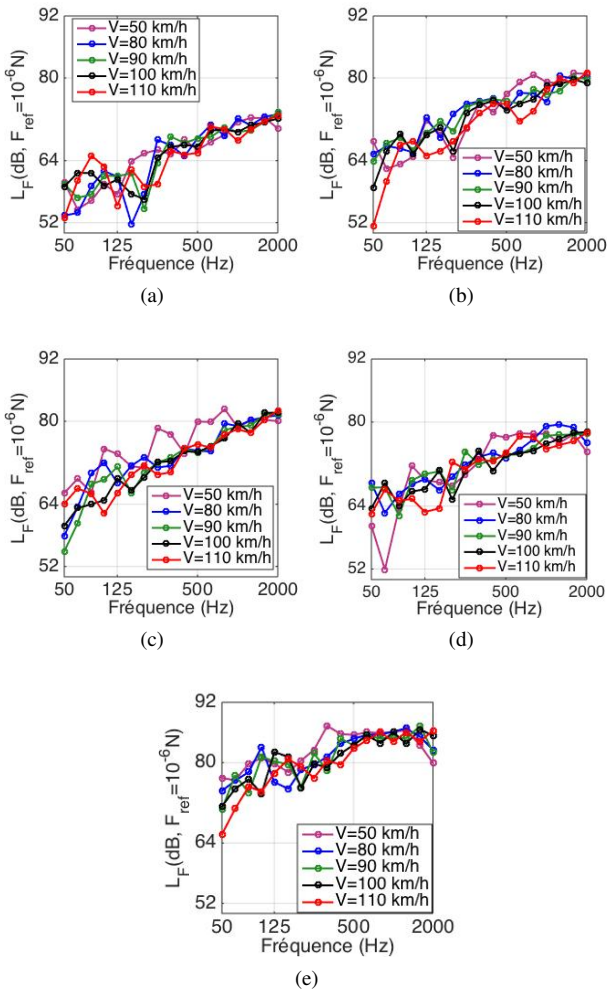 92
80
64
52
L_F(dB, F_ref=10^-6N)
V=50 km/h
V=80 km/h
V=90 km/h
V=100 km/h
V=110 km/h
50 125 500 2000
Fréquence (Hz)
(a)
92
80
64
52
L_F(dB, F_ref=10^-6N)
V=50 km/h
V=80 km/h
V=90 km/h
V=100 km/h
V=110 km/h
50 125 500 2000
Fréquence (Hz)
(b)
92
80
64
52
L_F(dB, F_ref=10^-6N)
V=50 km/h
V=80 km/h
V=90 km/h
V=100 km/h
V=110 km/h
50 125 500 2000
Fréquence (Hz)
(c)
92
80
64
52
L_F(dB, F_ref=10^-6N)
V=50 km/h
V=80 km/h
V=90 km/h
V=100 km/h
V=110 km/h
50 125 500 2000
Fréquence (Hz)
(d)
92
80
64
52
L_F(dB, F_ref=10^-6N)
V=50 km/h
V=80 km/h
V=90 km/h
V=100 km/h
V=110 km/h
50 125 500 2000
Fréquence (Hz)
(e)